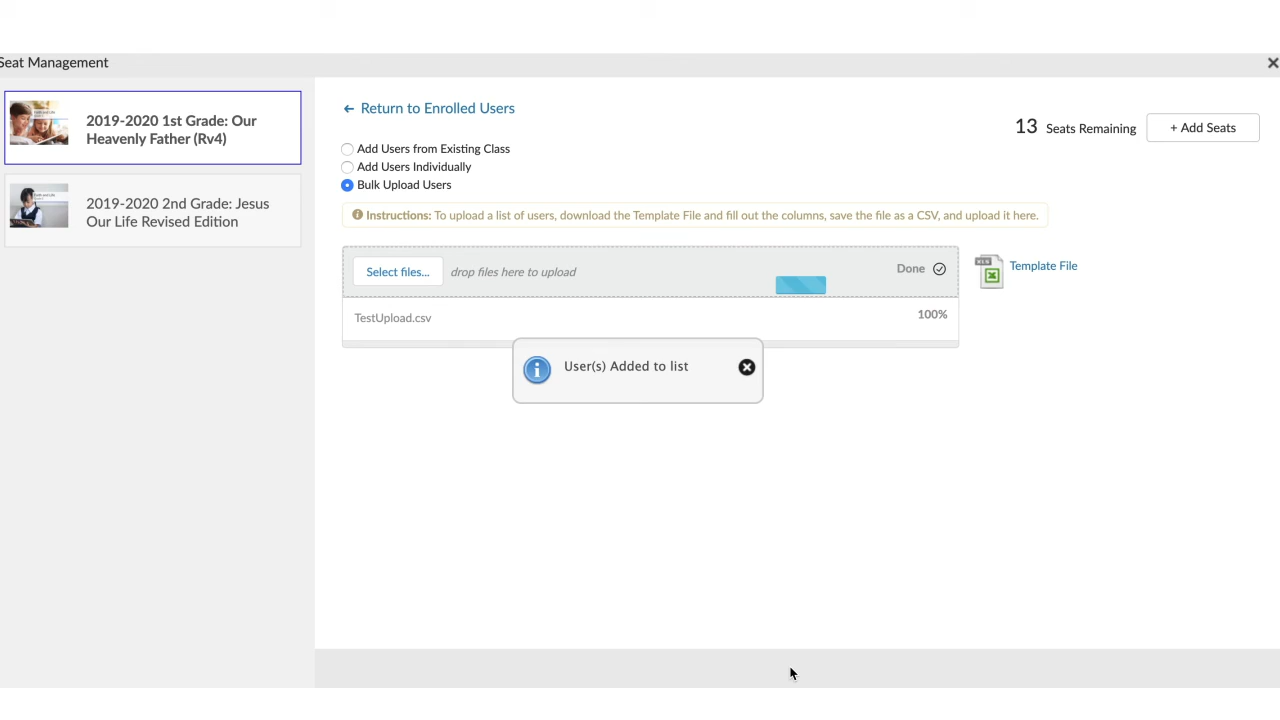 Seat Management
2019-2020 1st Grade: Our
Heavenly Father (Rv4)
2019-2020 2nd Grade: Jesus
Our Life Revised Edition
← Return to Enrolled Users
13 Seats Remaining
+ Add Seats
Add Users from Existing Class
Add Users Individually
Bulk Upload Users
Instructions: To upload a list of users, download the Template File and fill out the columns, save the file as a CSV, and upload it here.
Select files...
drop files here to upload
Done
XLS
Template File
TestUpload.csv
100%
User(s) Added to list